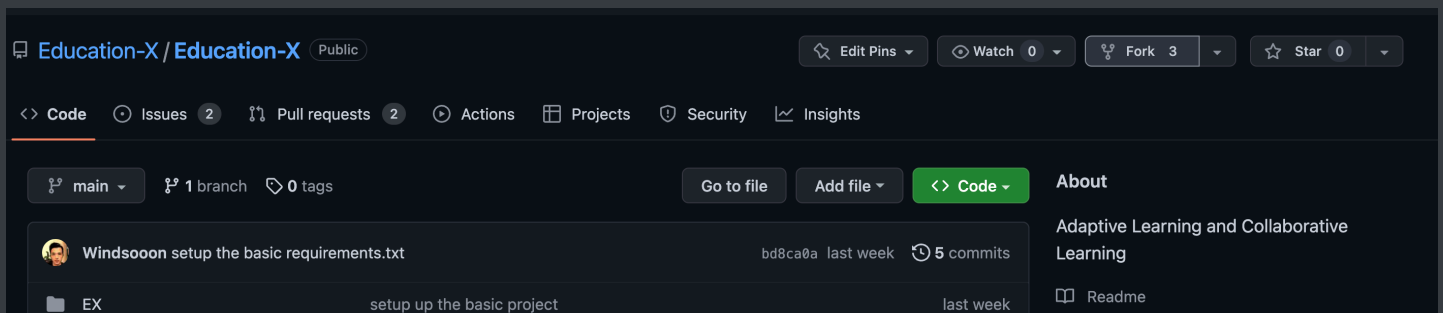 Education-X / Education-X Public Edit Pins Watch 0 Fork 3 Star 0
Code Issues 2 Pull requests 2 Actions Projects Security Insights
main 1 branch 0 tags Go to file Add file Code
About
Adaptive Learning and Collaborative
Learning
Windsooon setup the basic requirements.txt bd8ca0a last week 5 commits
EX setup up the basic project last week
Readme